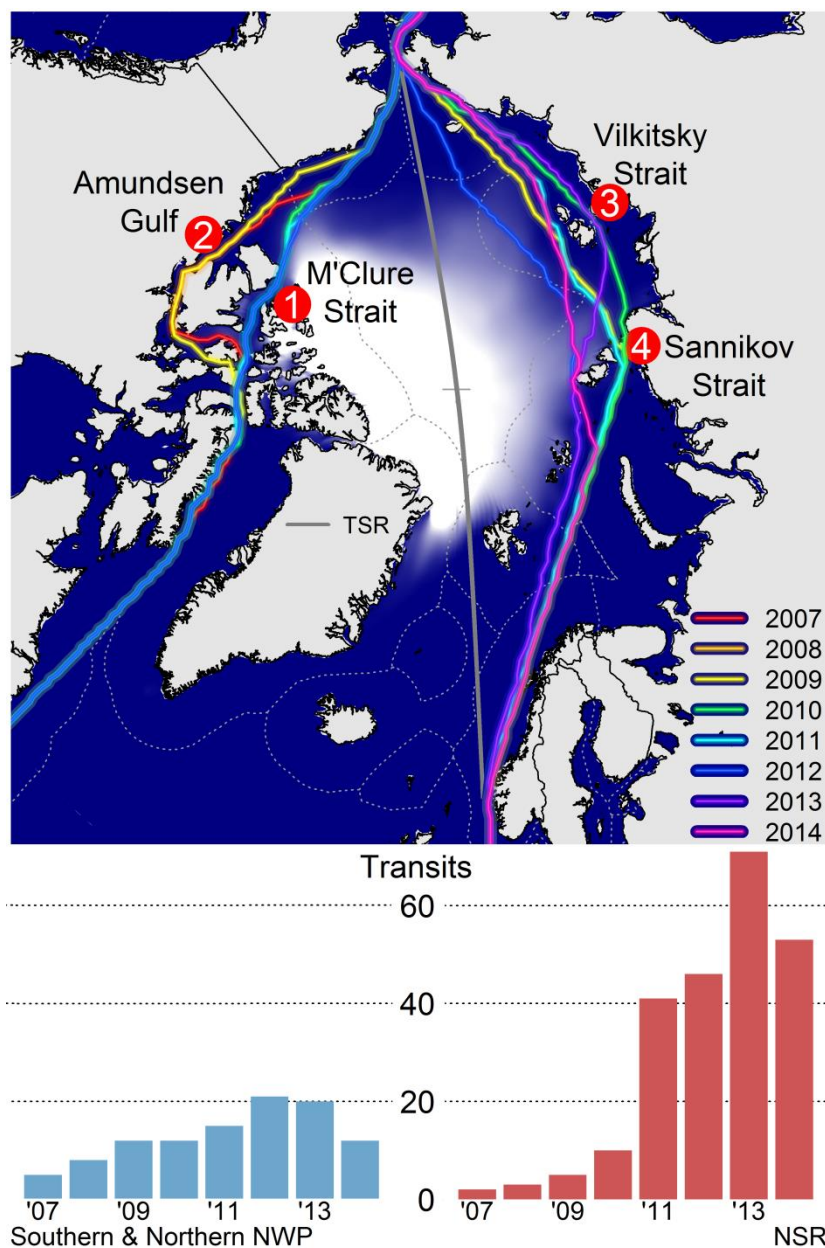 Vilkitsky
Strait
3
Amundsen
Gulf
2
M'Clure
Strait
1
4
Sannikov
Strait
TSR
2007
2008
2009
2010
2011
2012
2013
2014
Transits
60
40
20
0
'07 '09 '11 '13
'07 '09 '11 '13
Southern & Northern NWP
NSR